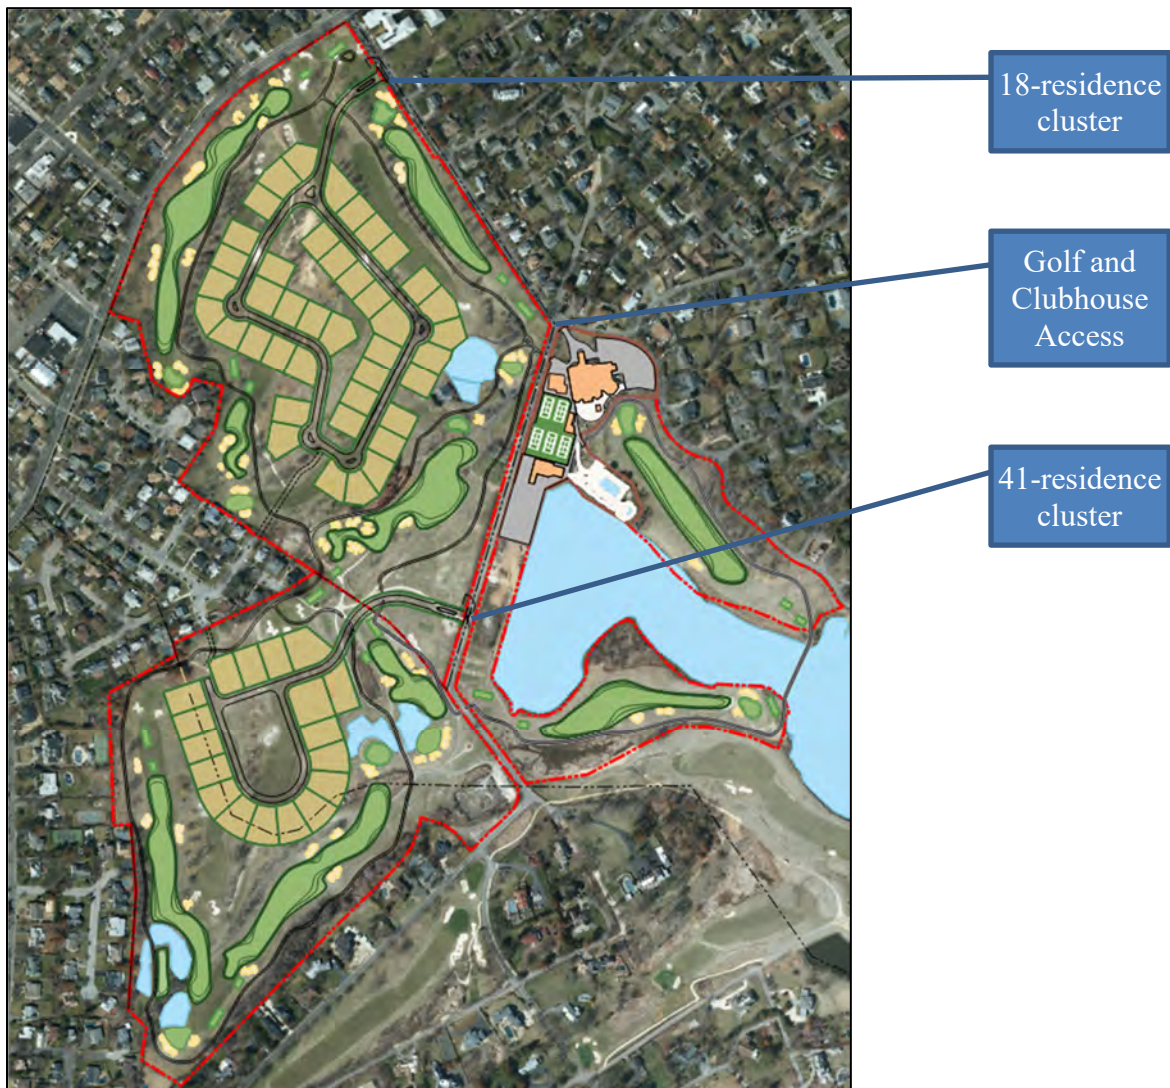 18-residence
cluster
Golf and
Clubhouse
Access
41-residence
cluster